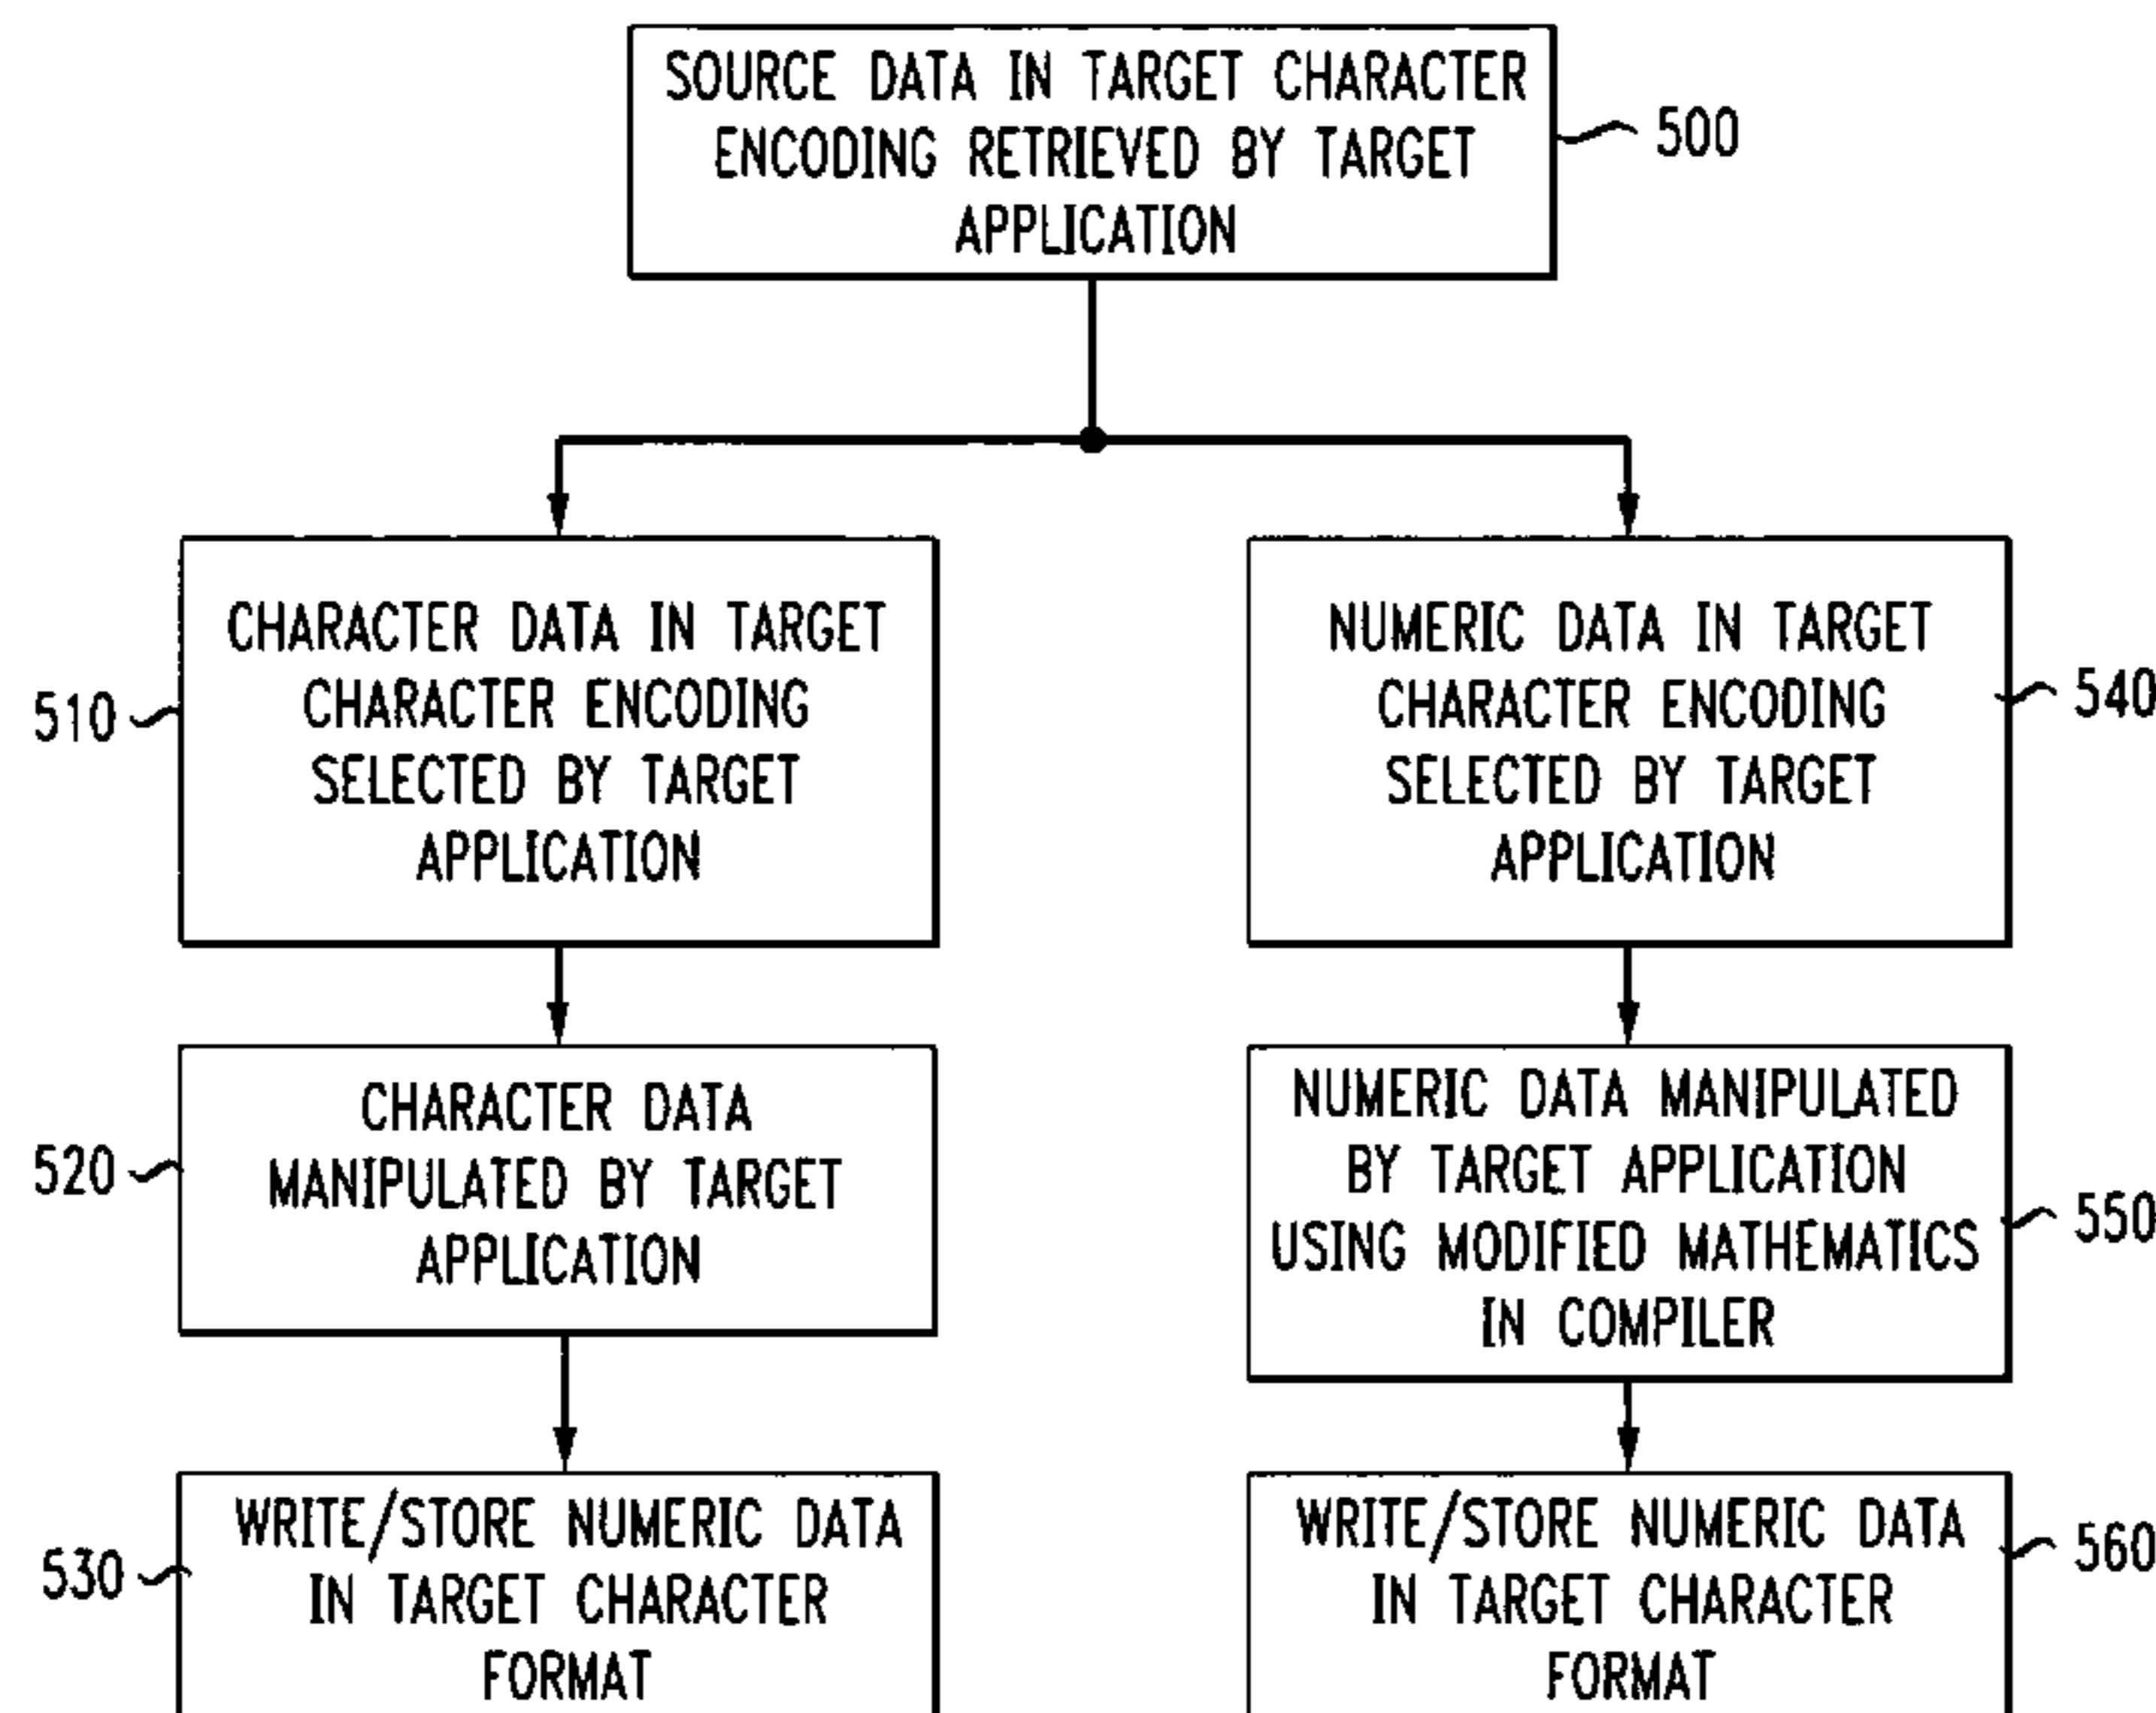 SOURCE DATA IN TARGET CHARACTER
ENCODING RETRIEVED BY TARGET
APPLICATION
500
CHARACTER DATA IN TARGET
CHARACTER ENCODING
SELECTED BY TARGET
APPLICATION
510
NUMERIC DATA IN TARGET
CHARACTER ENCODING
SELECTED BY TARGET
APPLICATION
540
CHARACTER DATA
MANIPULATED BY TARGET
APPLICATION
520
NUMERIC DATA MANIPULATED
BY TARGET APPLICATION
USING MODIFIED MATHEMATICS
IN COMPILER
550
WRITE/STORE NUMERIC DATA
IN TARGET CHARACTER
FORMAT
530
WRITE/STORE NUMERIC DATA
IN TARGET CHARACTER
FORMAT
560